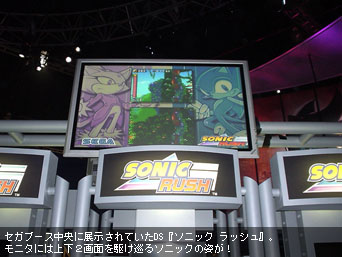 SEGA
SONIC RUSH
SONIC
RUSH
SONIC
RUSH
セガブース中央に展示されていたDS『ソニック ラッシュ』。
モニタには上下2画面を駆け巡るソニックの姿が！